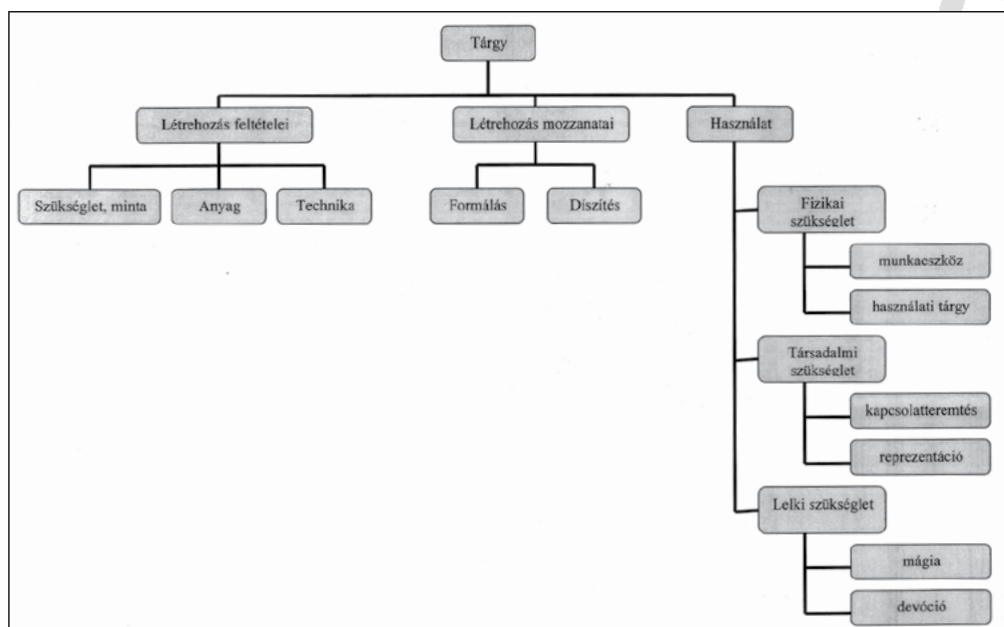 Tárgy
Létrehozás feltételei
Létrehozás mozzanatai
Használat
Szükséglet, minta
Anyag
Technika
Formálás
Díszítés
Fizikai
szükséglet
munkaeszköz
használati tárgy
Társadalmi
szükséglet
kapcsolatteremtés
reprezentáció
Lelki szükséglet
mágia
devóció